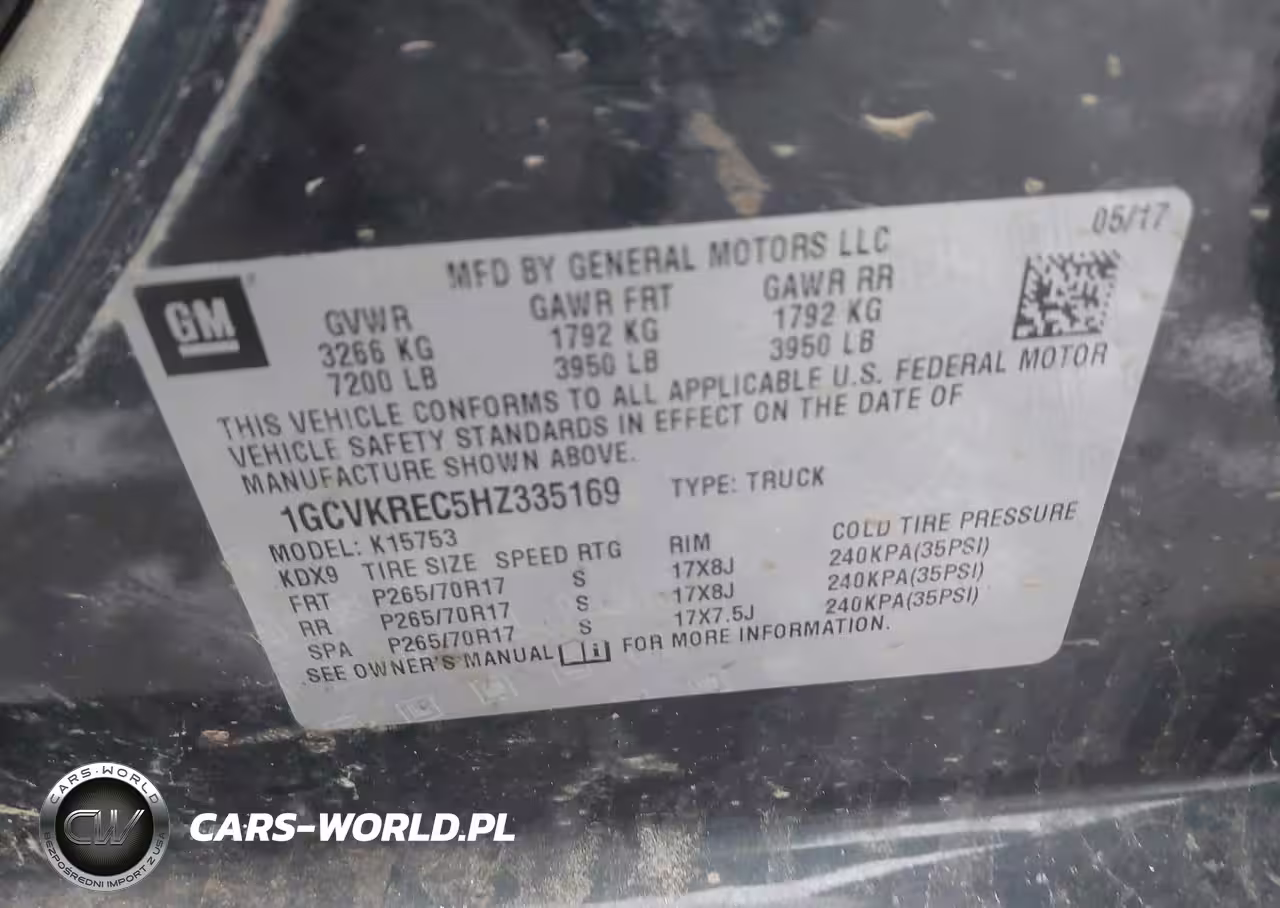 05/17
MFD BY GENERAL MOTORS LLC
GM
GVWR GAWR FRT GAWR RR
3266 KG 1792 KG 1792 KG
7200 LB 3950 LB 3950 LB
THIS VEHICLE CONFORMS TO ALL APPLICABLE U.S. FEDERAL MOTOR
VEHICLE SAFETY STANDARDS IN EFFECT ON THE DATE OF
MANUFACTURE SHOWN ABOVE.
1GCVKREC5HZ335169 TYPE: TRUCK
MODEL: K15753
KDX9 TIRE SIZE SPEED RTG RIM COLD TIRE PRESSURE
FRT P265/70R17 S 17X8J 240KPA(35PSI)
RR P265/70R17 S 17X8J 240KPA(35PSI)
SPA P265/70R17 S 17X7.5J 240KPA(35PSI)
SEE OWNER'S MANUAL i FOR MORE INFORMATION.
CARS-WORLD
CW
BEZPOŚREDNI IMPORT Z USA
CARS-WORLD.PL